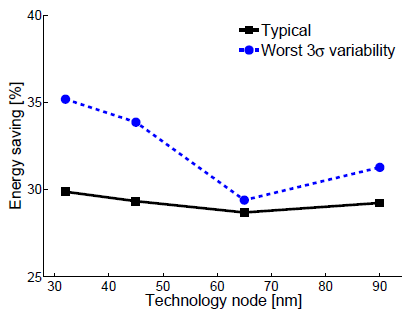 40
35
30
25
Energy saving [%]
Typical
Worst 3σ variability
30 40 50 60 70 80 90
Technology node [nm]